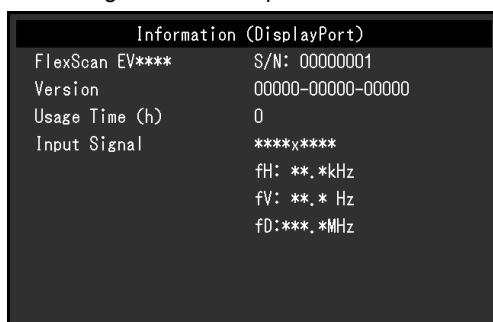 Information (DisplayPort)
FlexScan EV**** S/N: 00000001
Version 00000-00000-00000
Usage Time (h) 0
Input Signal ****x****
fH: **.*kHz
fV: **.* Hz
fD:***.*MHz